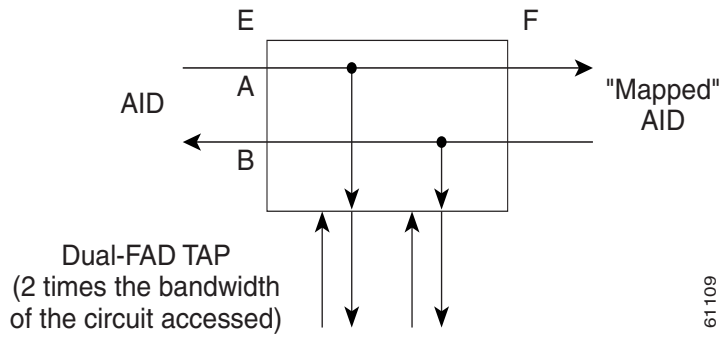 E
F
A
AID
"Mapped"
AID
B
Dual-FAD TAP
(2 times the bandwidth
of the circuit accessed)
61109